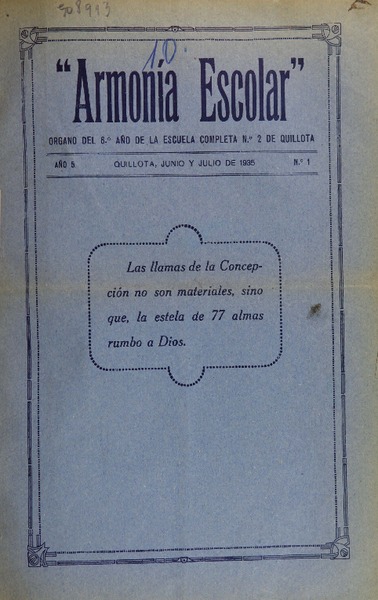 10.
"Armonía Escolar"
ORGANO DEL 6.º AÑO DE LA ESCUELA COMPLETA N.º 2 DE QUILLOTA
AÑO 5. QUILLOTA, JUNIO Y JULIO DE 1935 N.º 1
Las llamas de la Concep-
ción no son materiales, sino
que, la estela de 77 almas
rumbo a Dios.